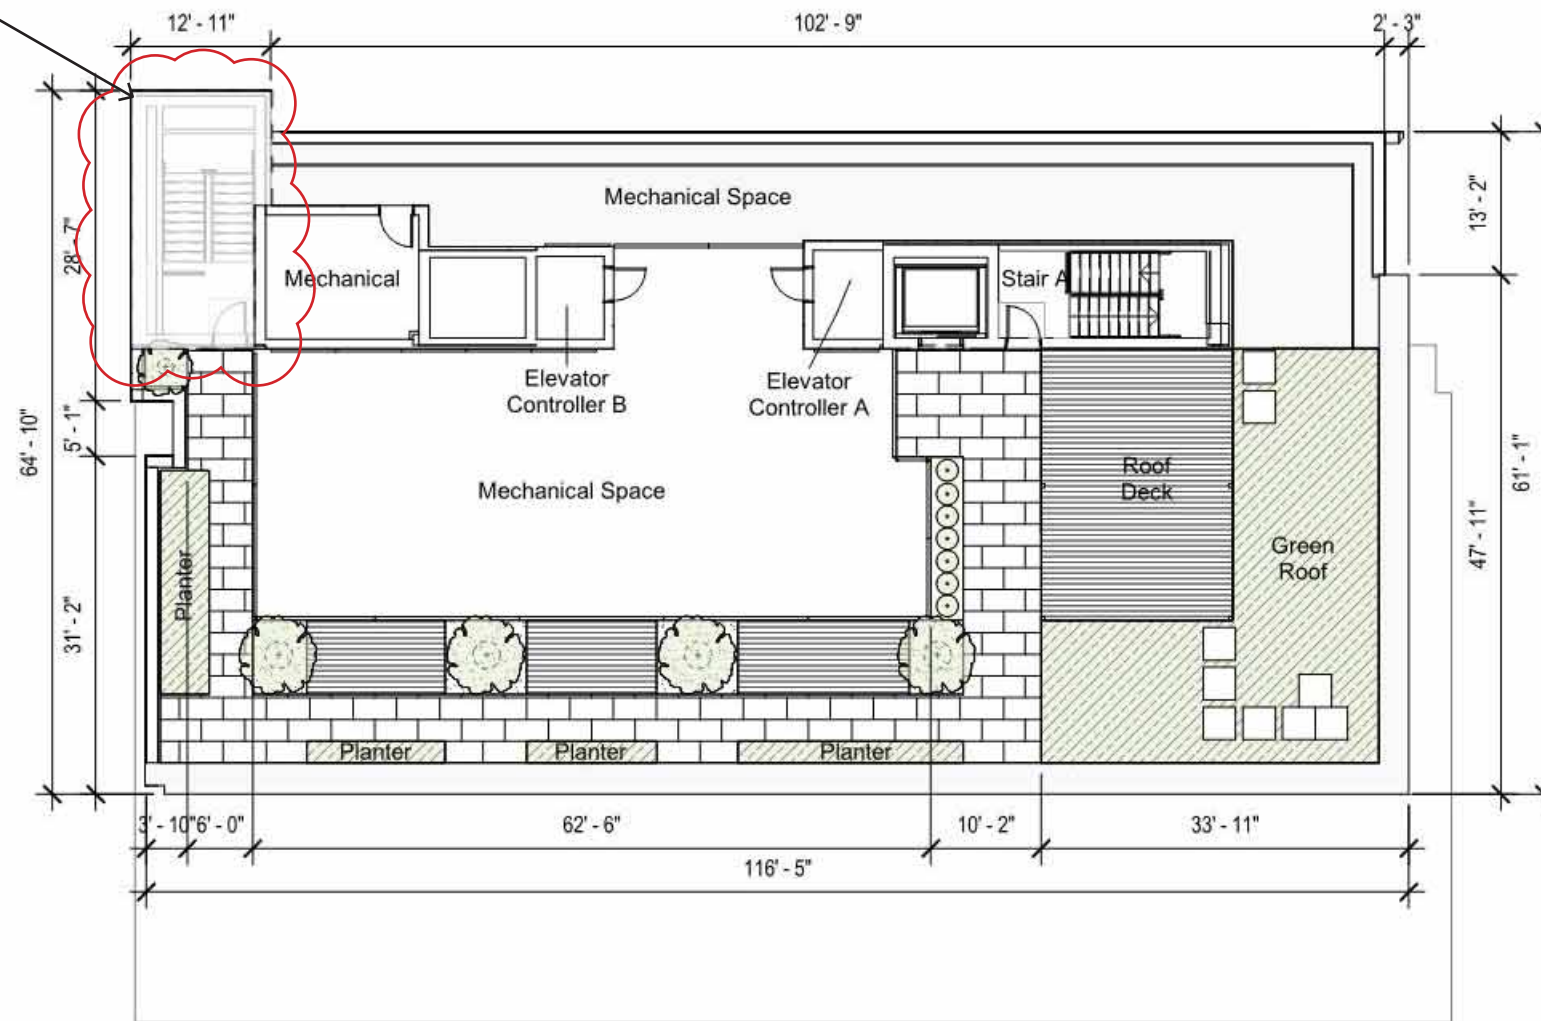 12' - 11"
102' - 9"
2' - 3"
Mechanical Space
13' - 2"
28' - 7"
Mechanical
Stair A
Elevator
Controller B
Elevator
Controller A
5' - 1"
64' - 10"
Roof
Deck
61' - 1"
Mechanical Space
47' - 11"
Green
Roof
Planter
31' - 2"
Planter
Planter
Planter
3' - 10"
6' - 0"
62' - 6"
10' - 2"
33' - 11"
116' - 5"